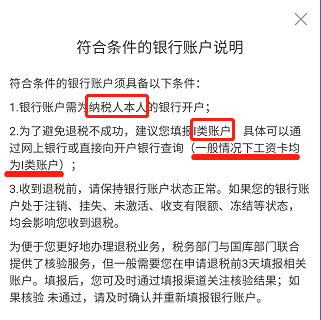 符合条件的银行账户说明
符合条件的银行账户须具备以下条件：
1.银行账户需为纳税人本人的银行开户；
2.为了避免退税不成功，建议您填报I类账户 具体可以通
过网上银行或直接向开户银行查询（一般情况下工资卡均
为I类账户）；
3.收到退税前，请保持银行账户状态正常。如果您的银行账
户处于注销、挂失、未激活、收支有限额、冻结等状态，
均会影响您收到退税。
为便于您更好地办理退税业务，税务部门与国库部门联合
提供了核验服务，但一般需要您在申请退税前3天填报相关
账户。填报后，您可及时通过填报渠道关注核验结果；如
果核验 未通过，请及时确认并重新填报银行账户。